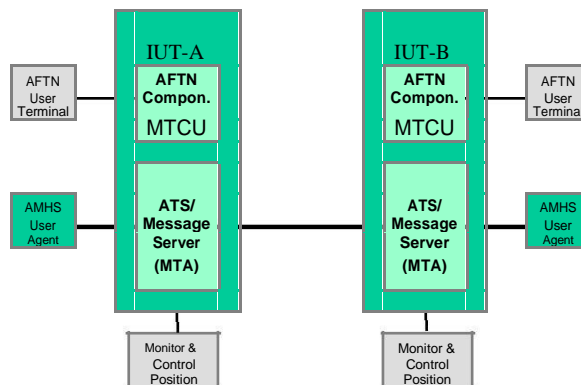 IUT-A
AFTN
Compon.
MTCU
ATS/
Message
Server
(MTA)
AFTN
User
Terminal
AMHS
User
Agent
Monitor &
Control
Position
IUT-B
AFTN
Compon.
MTCU
ATS/
Message
Server
(MTA)
AFTN
User
Terminal
AMHS
User
Agent
Monitor &
Control
Position